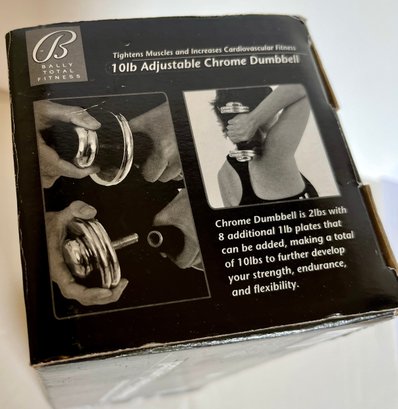 B
BALLY
TOTAL
FITNESS
Tightens Muscles and Increases Cardiovascular Fitness
10lb Adjustable Chrome Dumbbell
Chrome Dumbbell is 2lbs with
8 additional 1lb plates that
can be added, making a total
of 10lbs to further develop
your strength, endurance,
and flexibility.